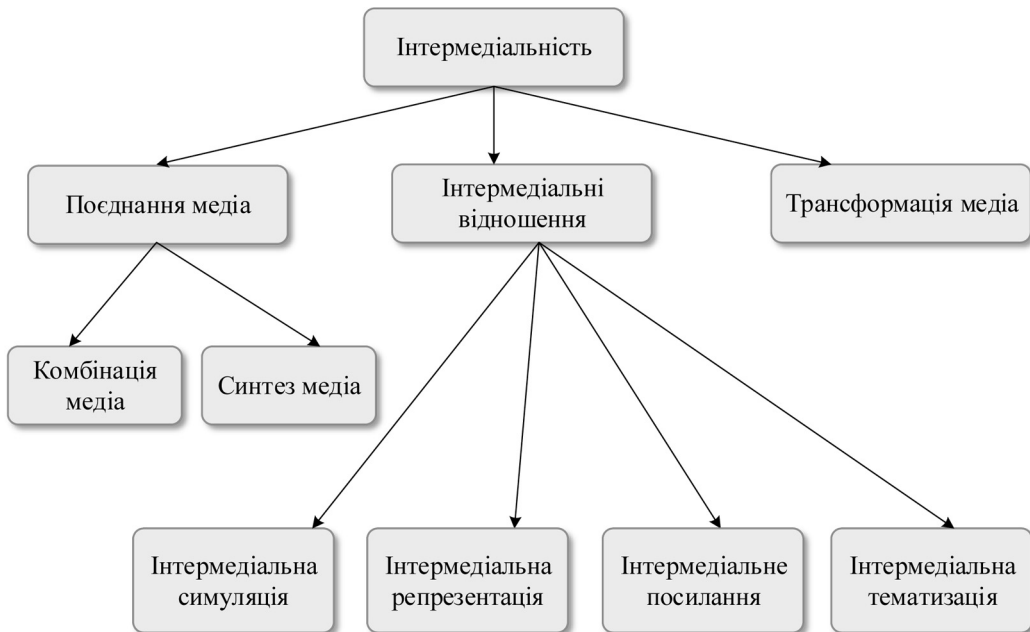 Інтермедіальність
Поєднання медіа
Інтермедіальні
відношення
Трансформація медіа
Комбінація
медіа
Синтез медіа
Інтермедіальна
симуляція
Інтермедіальна
репрезентація
Інтермедіальне
посилання
Інтермедіальна
тематизація